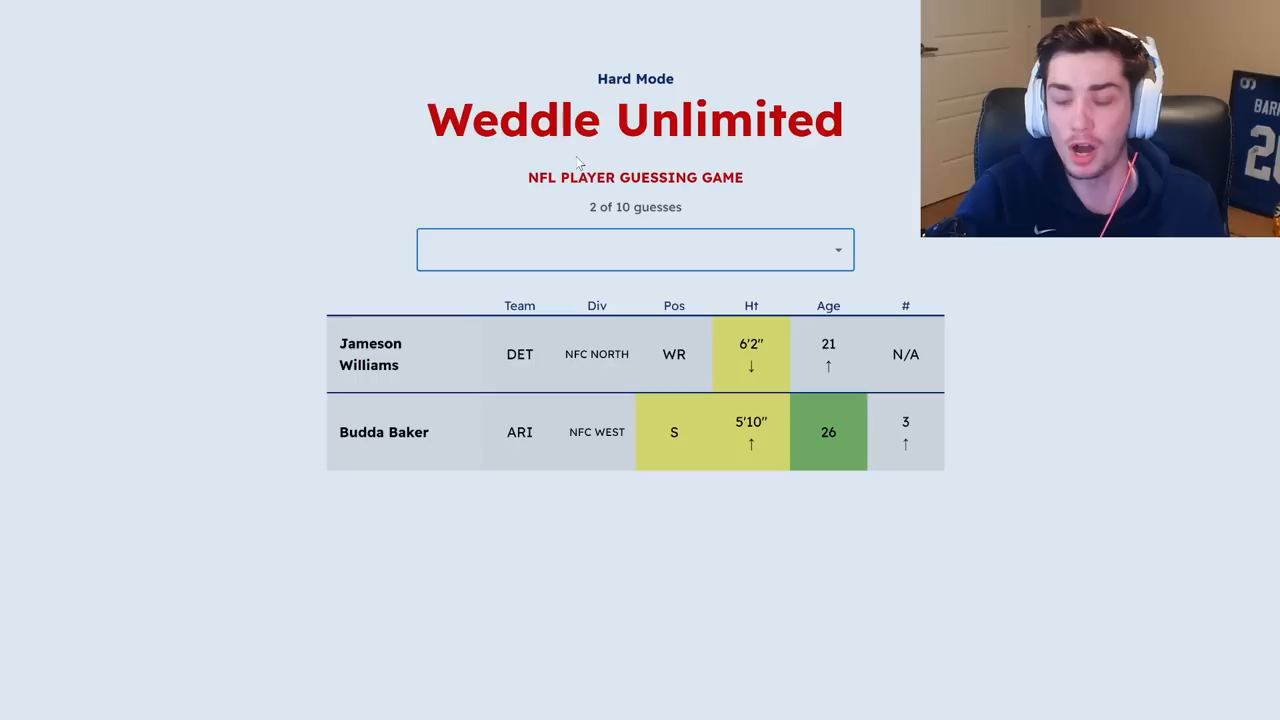 Hard Mode
Weddle Unlimited
NFL PLAYER GUESSING GAME
2 of 10 guesses
Team Div Pos Ht Age #
Jameson Williams DET NFC NORTH WR 6'2" ↓ 21 ↑ N/A
Budda Baker ARI NFC WEST S 5'10" ↑ 26 3 ↑